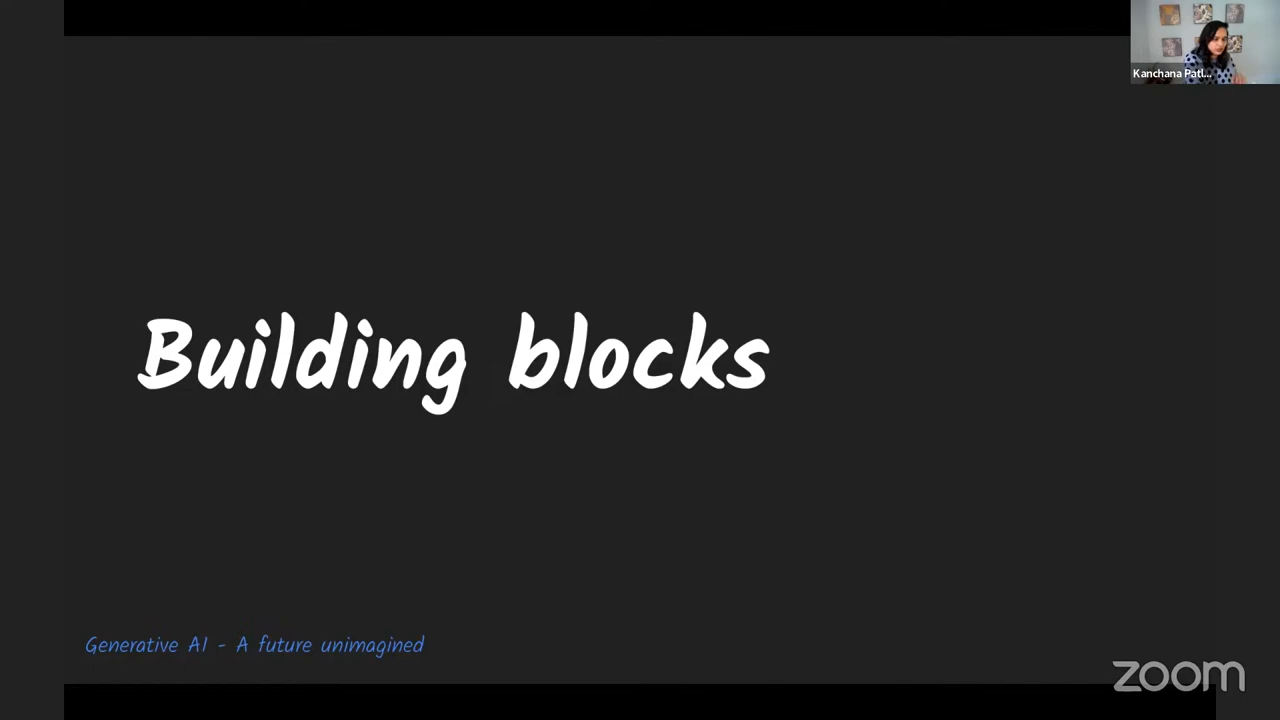 Kanchana Patl...
Building blocks
Generative AI - A future unimagined
zoom